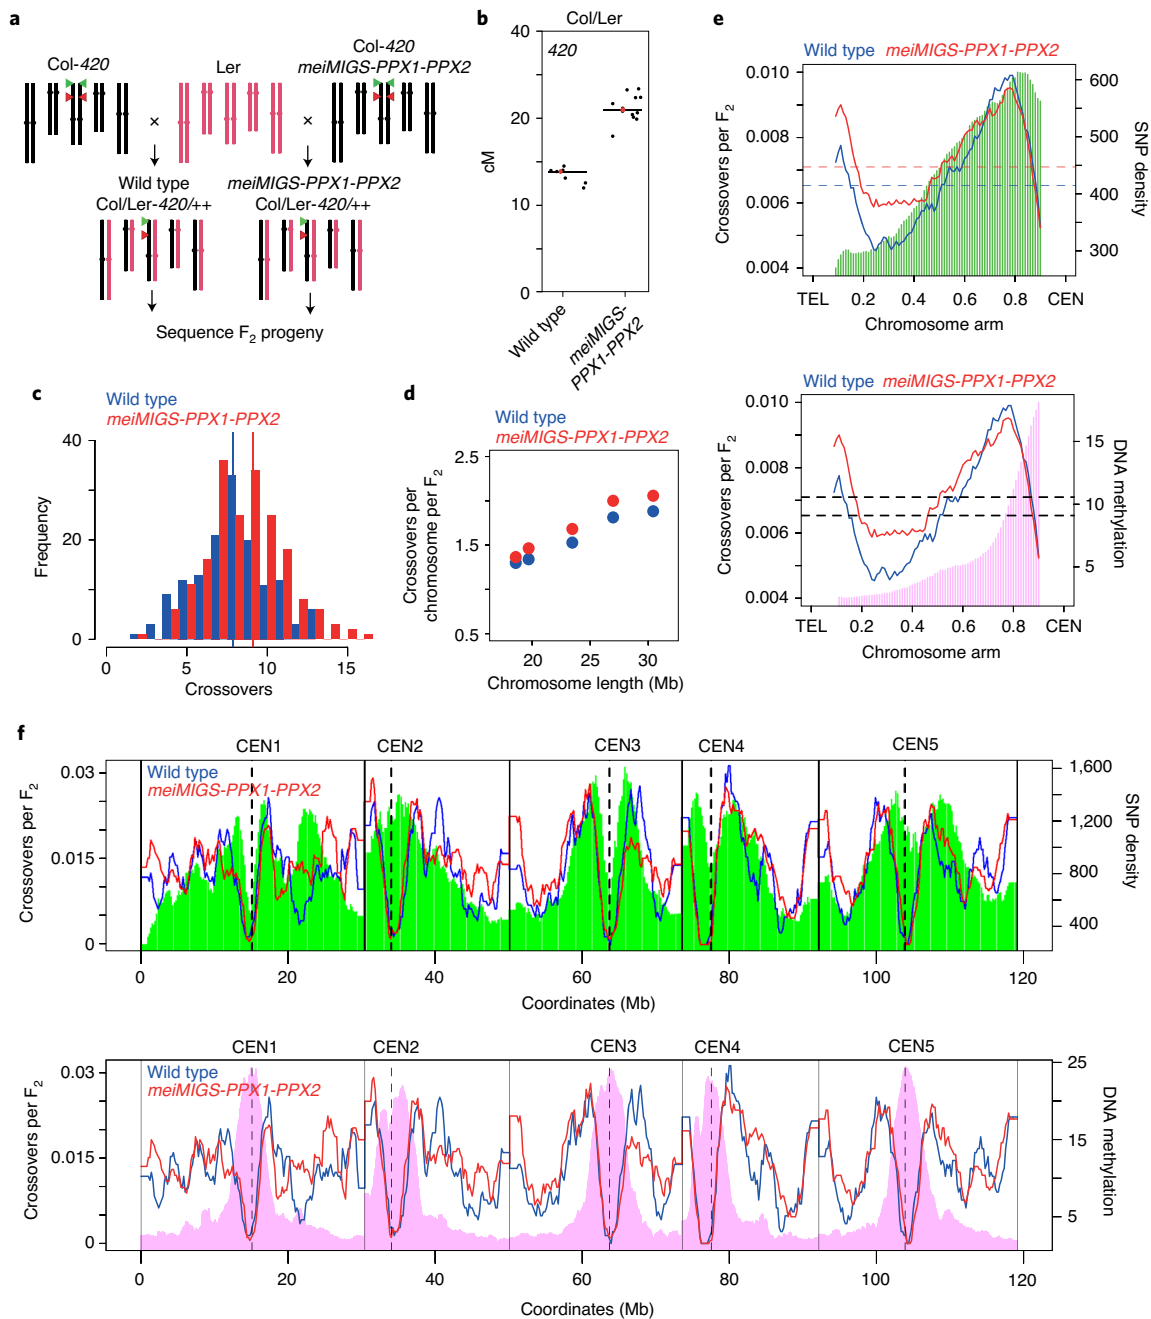 a
Col-420
Ler
Col-420
meiMIGS-PPX1-PPX2
×
×
Wild type
Col/Ler-420/++
meiMIGS-PPX1-PPX2
Col/Ler-420/++
Sequence F2 progeny
b
Col/Ler
420
40
20
10
0
cM
Wild type
meiMIGS-
PPX1-PPX2
c
Wild type
meiMIGS-PPX1-PPX2
40
20
0
Frequency
0
5
10
15
Crossovers
d
Wild type
meiMIGS-PPX1-PPX2
2.5
1.5
0.5
Crossovers per
chromosome per F2
20
25
30
Chromosome length (Mb)
e
Wild type meiMIGS-PPX1-PPX2
0.010
0.008
0.006
0.004
Crossovers per F2
600
500
400
300
SNP density
TEL
0.2
0.4
0.6
0.8
CEN
Chromosome arm
Wild type meiMIGS-PPX1-PPX2
0.010
0.008
0.006
0.004
Crossovers per F2
15
10
5
DNA methylation
TEL
0.2
0.4
0.6
0.8
CEN
Chromosome arm
f
CEN1
CEN2
CEN3
CEN4
CEN5
Wild type
meiMIGS-PPX1-PPX2
0.03
0.015
0
Crossovers per F2
1,600
1,200
800
400
SNP density
0
20
40
60
80
100
120
Coordinates (Mb)
CEN1
CEN2
CEN3
CEN4
CEN5
Wild type
meiMIGS-PPX1-PPX2
0.03
0.015
0
Crossovers per F2
25
15
5
DNA methylation
0
20
40
60
80
100
120
Coordinates (Mb)